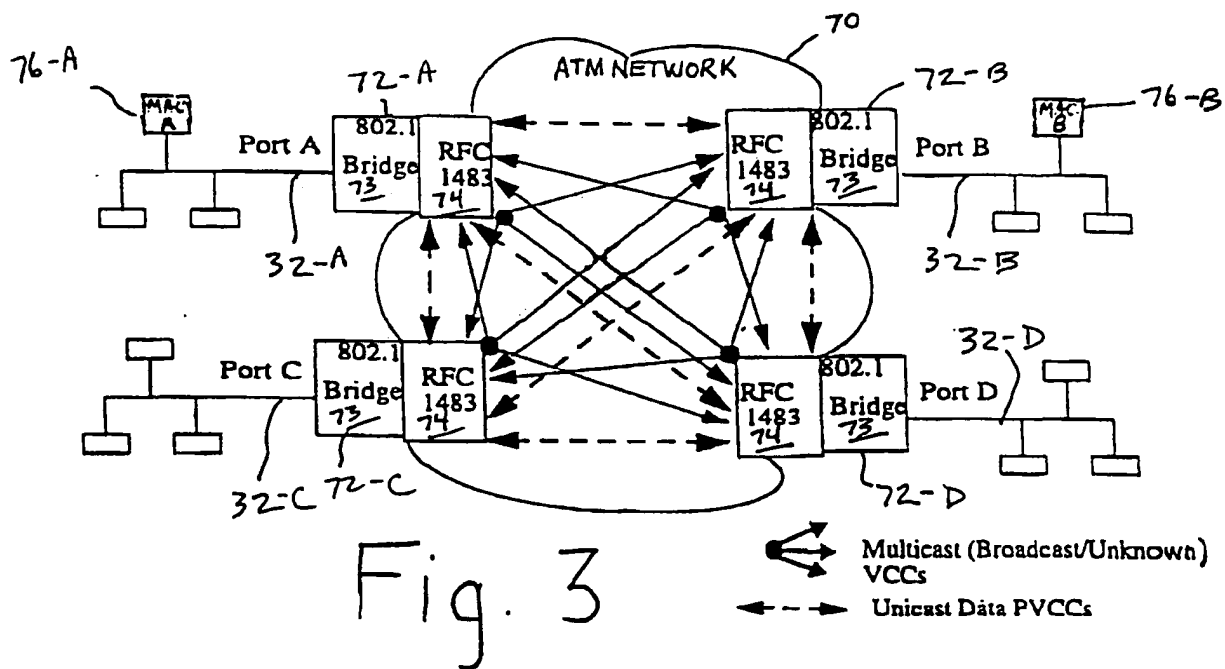 70
76-A
ATM NETWORK
72-A
72-B
76-B
MAC
A
MAC
B
802.1
802.1
Port A
Bridge
73
RFC
1483
74
RFC
1483
74
Bridge
73
Port B
32-A
32-B
802.1
802.1
32-D
Port C
Bridge
73
RFC
1483
74
RFC
1483
74
Bridge
73
Port D
32-C
72-C
72-D
Fig. 3
Multicast (Broadcast/Unknown)
VCCs
Unicast Data PVCCs